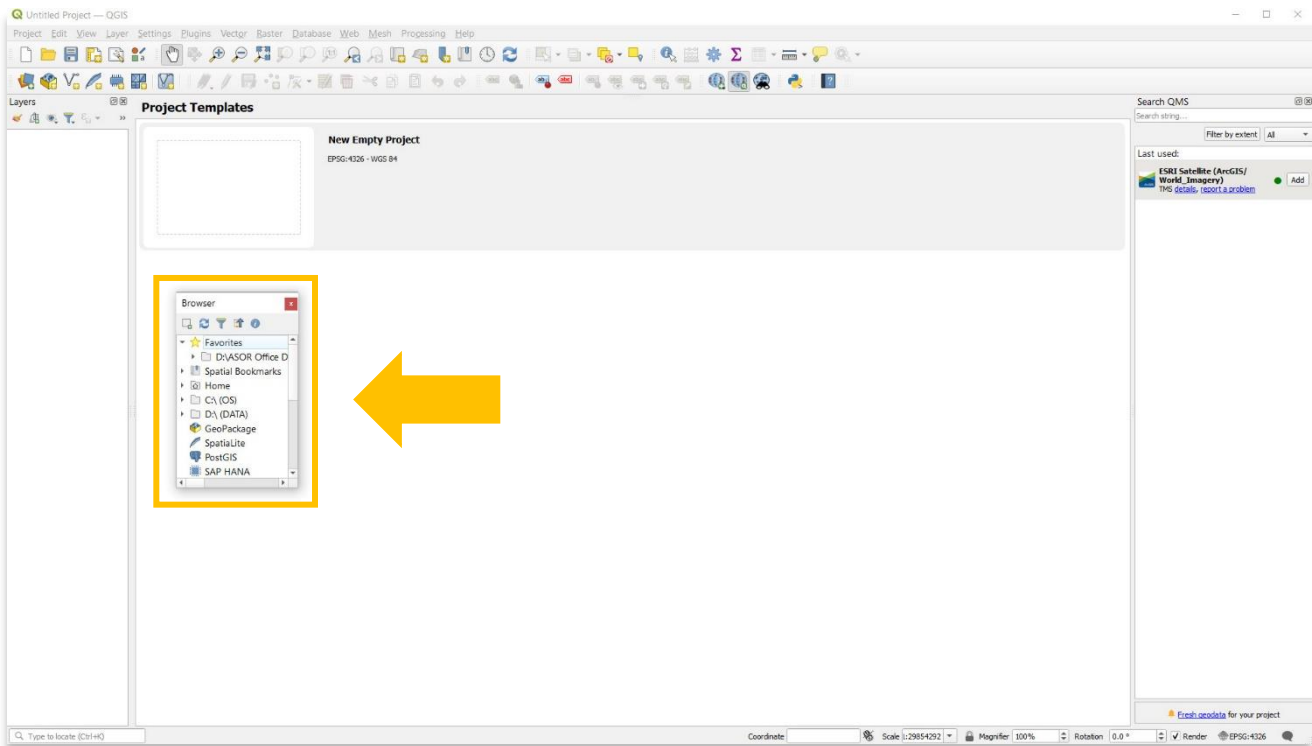 Untitled Project — QGIS
Project Edit View Layer Settings Plugins Vector Raster Database Web Mesh Processing Help
Layers
Project Templates
New Empty Project
EPSG:4326 - WGS 84
Browser
Favorites
D:\ASOR Office D
Spatial Bookmarks
Home
C:\ (OS)
D:\ (DATA)
GeoPackage
SpatiaLite
PostGIS
SAP HANA
Search QMS
Search string...
Filter by extent All
Last used:
ESRI Satellite (ArcGIS/
World_Imagery)
TMS details, report a problem
Add
Fresh geodata for your project
Type to locate (Ctrl+K)
Coordinate Scale 1:29854292 Magnifier 100% Rotation 0.0 ° Render EPSG:4326